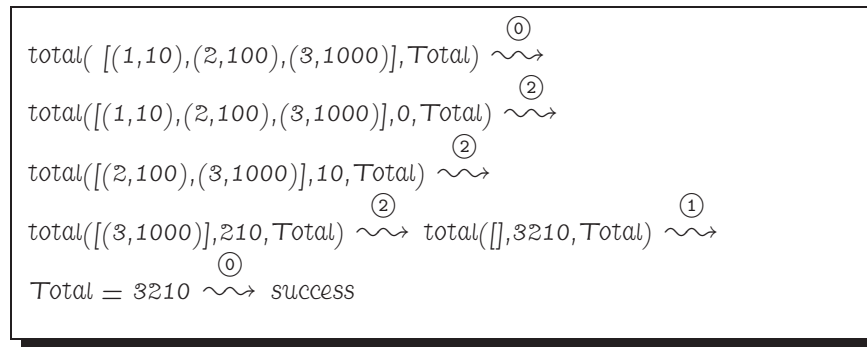 ⓪
total( [(1,10),(2,100),(3,1000)],Total) ⇝
②
total([(1,10),(2,100),(3,1000)],0,Total) ⇝
②
total([(2,100),(3,1000)],10,Total) ⇝
② ①
total([(3,1000)],210,Total) ⇝ total([],3210,Total) ⇝
⓪
Total = 3210 ⇝ success